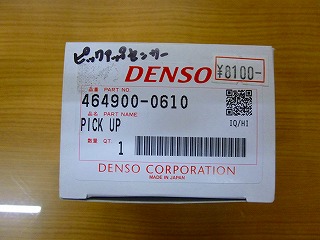 ピックアップセンサー
DENSO
¥8100-
品番 PART NO.
464900-0610
品名 PART NAME
PICK UP
IQ/HI
数量 QT. 1
DENSO CORPORATION
MADE IN JAPAN